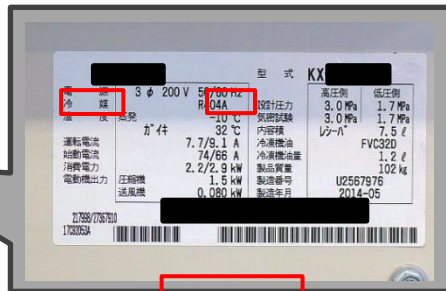 型 式 KX
電 源 3φ 200 V 50/60 Hz
冷 媒 R404A
温 度 蒸発 -10 ℃
ガイキ 32 ℃
運転電流 7.7/9.1 A
始動電流 74/66 A
消費電力 2.2/2.9 kW
電動機出力 圧縮機 1.5 kW
送風機 0.080 kW
高圧側 低圧側
設計圧力 3.0 MPa 1.7 MPa
気密試験 3.0 MPa 1.7 MPa
内容積 レシーバ 7.5 ℓ
冷凍機油 FVC32D
冷凍機油量 1.2 ℓ
製品質量 102 kg
製造番号 U2567976
製造年月 2014-05
217998/27367910